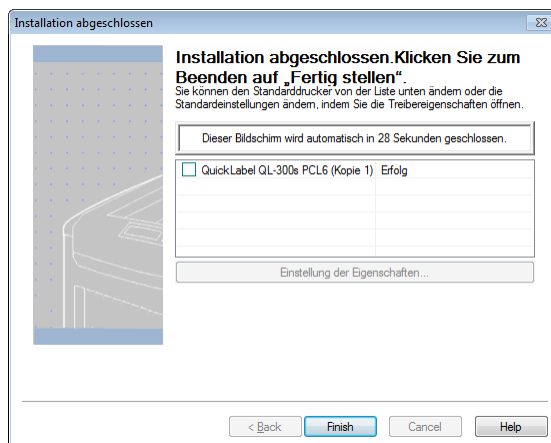 Installation abgeschlossen
Installation abgeschlossen.Klicken Sie zum
Beenden auf „Fertig stellen“.
Sie können den Standarddrucker von der Liste unten ändern oder die
Standardeinstellungen ändern, indem Sie die Treibereigenschaften öffnen.
Dieser Bildschirm wird automatisch in 28 Sekunden geschlossen.
QuickLabel QL-300s PCL6 (Kopie 1) Erfolg
Einstellung der Eigenschaften...
< Back Finish Cancel Help